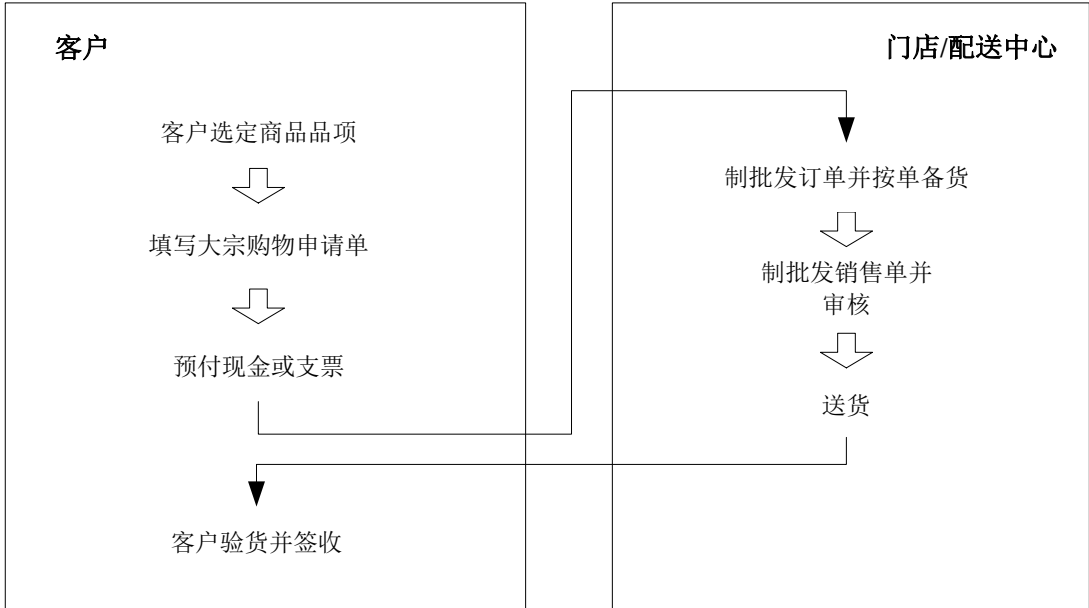 客户
客户选定商品品项
填写大宗购物申请单
预付现金或支票
客户验货并签收
门店/配送中心
制批发订单并按单备货
制批发销售单并
审核
送货